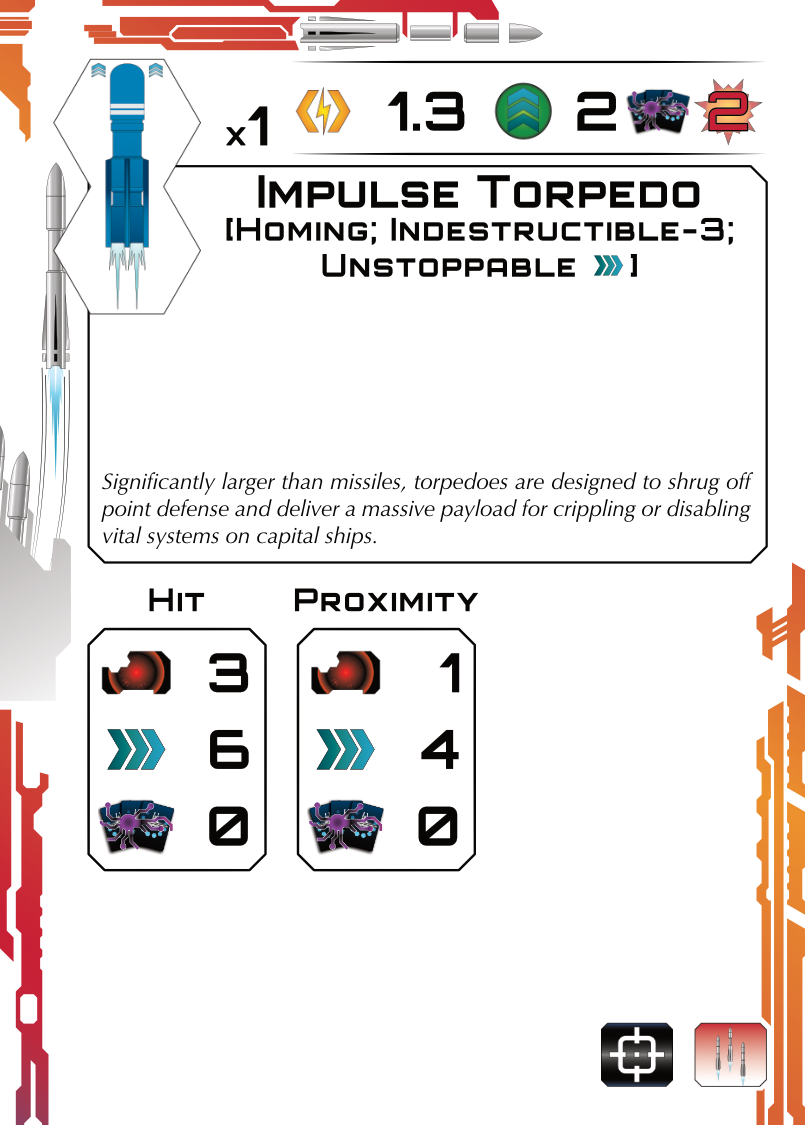 x1 1.3 2 2
Impulse Torpedo
[Homing; Indestructible-3;
Unstoppable ]
Significantly larger than missiles, torpedoes are designed to shrug off
point defense and deliver a massive payload for crippling or disabling
vital systems on capital ships.
Hit Proximity
3 1
6 4
0 0